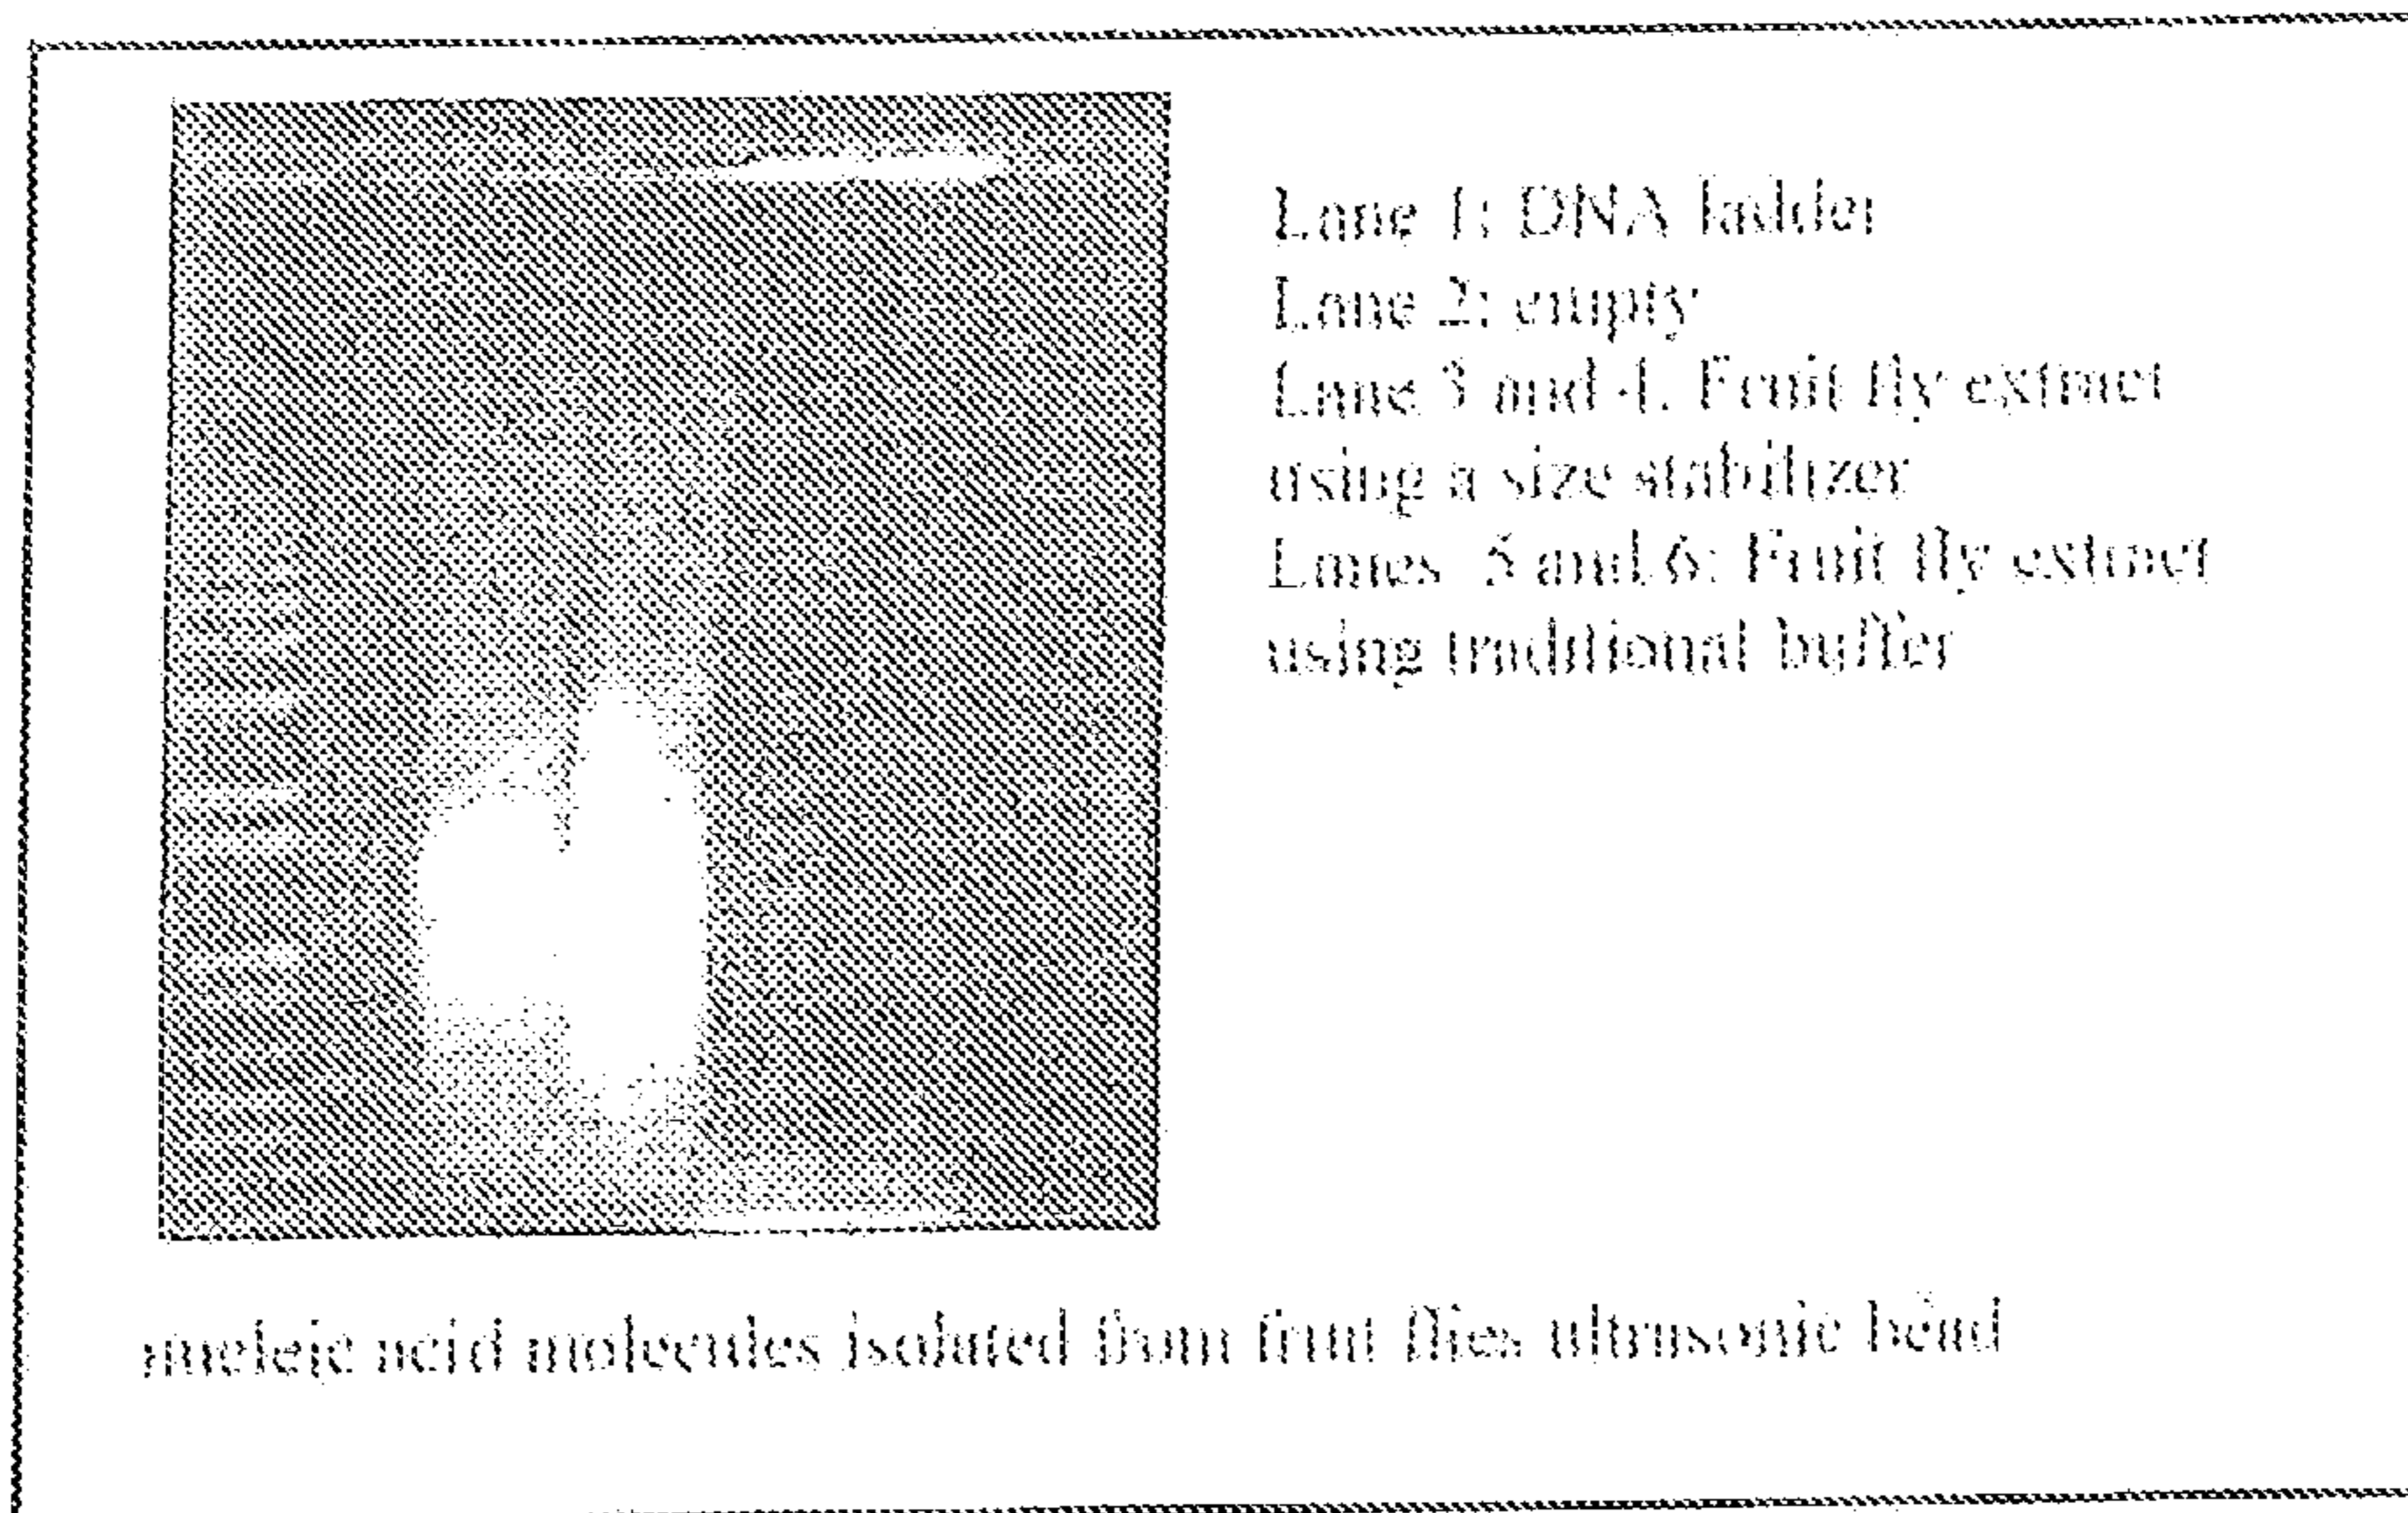 Lane 1: DNA ladder
Lane 2: empty
Lane 3 and 4. Fruit fly extract
using a size stabilizer
Lanes 5 and 6: Fruit fly extract
using traditional buffer
nucleic acid molecules isolated from fruit flies ultrasonic bead